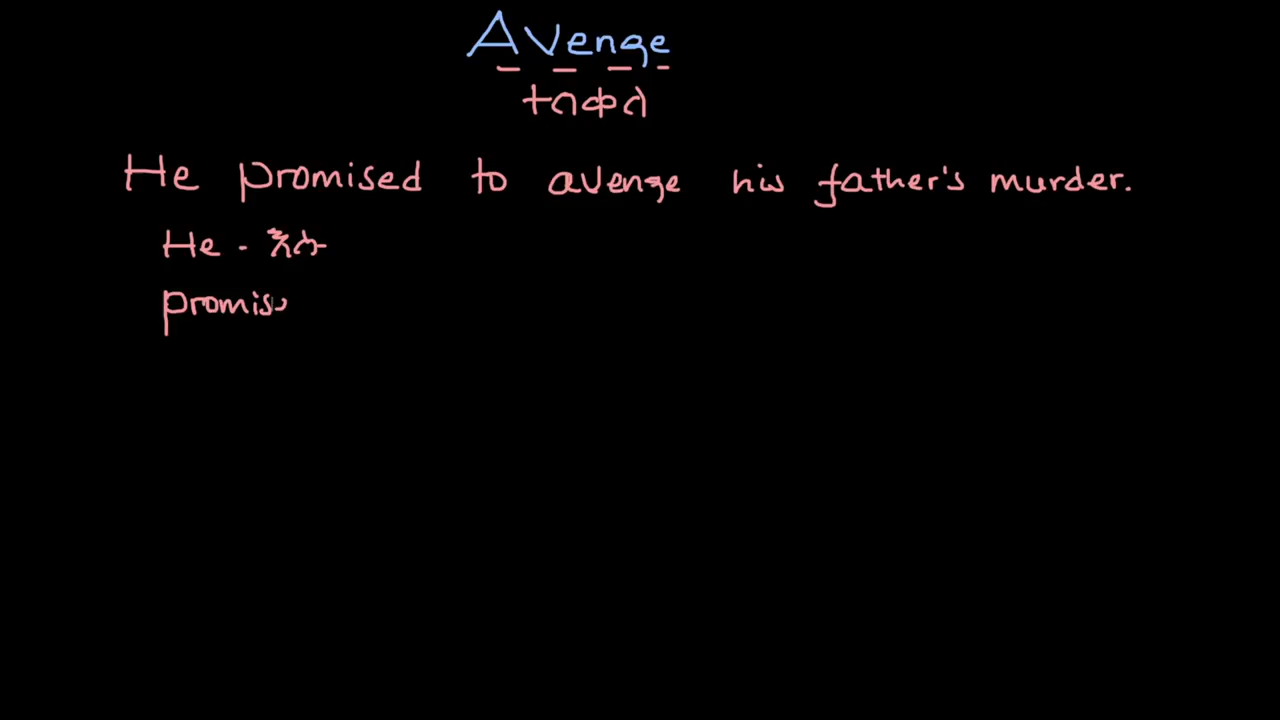 Avenge
ተበቀለ
He promised to avenge his father's murder.
He - እሱ
promis